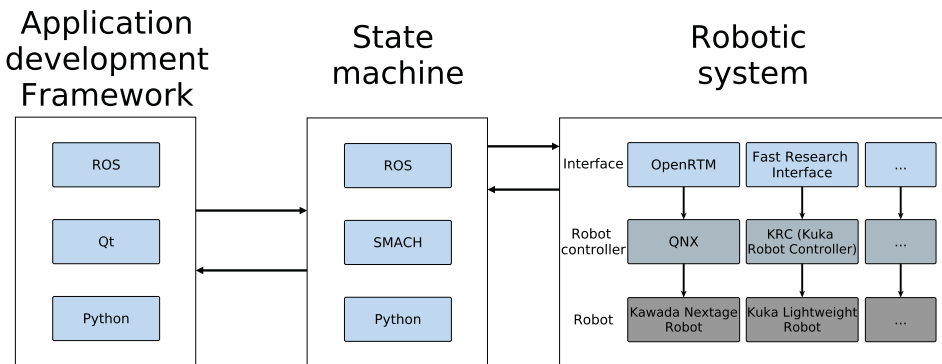 Application
development
Framework
State
machine
Robotic
system
ROS
Qt
Python
ROS
SMACH
Python
Interface
OpenRTM
Fast Research
Interface
...
Robot
controller
QNX
KRC (Kuka
Robot Controller)
...
Robot
Kawada Nextage
Robot
Kuka Lightweight
Robot
...